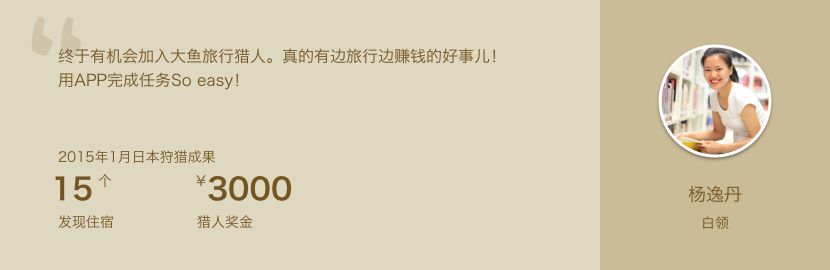 终于有机会加入大鱼旅行猎人。真的有边旅行边赚钱的好事儿！
用APP完成任务So easy！
2015年1月日本狩猎成果
15 个
¥3000
发现住宿
猎人奖金
杨逸丹
白领